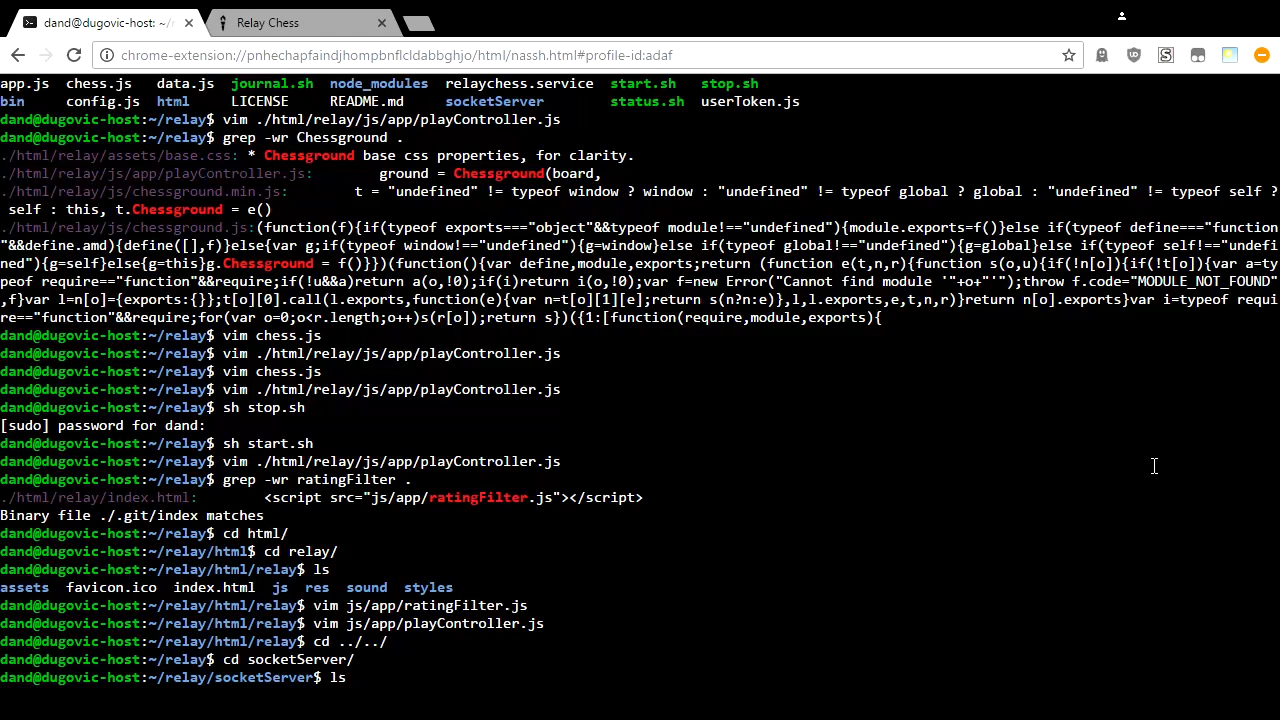 dand@dugovic-host: ~/r
Relay Chess
chrome-extension://pnhechapfaindjhompbnflcldabbghjo/html/nassh.html#profile-id:adaf
app.js  chess.js   data.js  journal.sh  node_modules  relaychess.service  start.sh   stop.sh
bin     config.js  html     LICENSE     README.md     socketServer        status.sh  userToken.js
dand@dugovic-host:~/relay$ vim ./html/relay/js/app/playController.js
dand@dugovic-host:~/relay$ grep -wr Chessground .
./html/relay/assets/base.css: * Chessground base css properties, for clarity.
./html/relay/js/app/playController.js:        ground = Chessground(board,
./html/relay/js/chessground.min.js:        t = "undefined" != typeof window ? window : "undefined" != typeof global ? global : "undefined" != typeof self ?
self : this, t.Chessground = e()
./html/relay/js/chessground.js:(function(f){if(typeof exports==="object"&&typeof module!=="undefined"){module.exports=f()}else if(typeof define==="function
"&&define.amd){define([],f)}else{var g;if(typeof window!=="undefined"){g=window}else if(typeof global!=="undefined"){g=global}else if(typeof self!=="undefi
ned"){g=self}else{g=this}g.Chessground = f()}})(function(){var define,module,exports;return (function e(t,n,r){function s(o,u){if(!n[o]){if(!t[o]){var a=ty
peof require=="function"&&require;if(!u&&a)return a(o,!0);if(i)return i(o,!0);var f=new Error("Cannot find module '"+o+"'");throw f.code="MODULE_NOT_FOUND"
,f}var l=n[o]={exports:{}};t[o][0].call(l.exports,function(e){var n=t[o][1][e];return s(n?n:e)},l,l.exports,e,t,n,r)}return n[o].exports}var i=typeof requi
re=="function"&&require;for(var o=0;o<r.length;o++)s(r[o]);return s})({1:[function(require,module,exports){
dand@dugovic-host:~/relay$ vim chess.js
dand@dugovic-host:~/relay$ vim ./html/relay/js/app/playController.js
dand@dugovic-host:~/relay$ vim chess.js
dand@dugovic-host:~/relay$ vim ./html/relay/js/app/playController.js
dand@dugovic-host:~/relay$ sh stop.sh
[sudo] password for dand:
dand@dugovic-host:~/relay$ sh start.sh
dand@dugovic-host:~/relay$ vim ./html/relay/js/app/playController.js
dand@dugovic-host:~/relay$ grep -wr ratingFilter .
./html/relay/index.html:        <script src="js/app/ratingFilter.js"></script>
Binary file ./.git/index matches
dand@dugovic-host:~/relay$ cd html/
dand@dugovic-host:~/relay/html$ cd relay/
dand@dugovic-host:~/relay/html/relay$ ls
assets  favicon.ico  index.html  js  res  sound  styles
dand@dugovic-host:~/relay/html/relay$ vim js/app/ratingFilter.js
dand@dugovic-host:~/relay/html/relay$ vim js/app/playController.js
dand@dugovic-host:~/relay/html/relay$ cd ../../
dand@dugovic-host:~/relay$ cd socketServer/
dand@dugovic-host:~/relay/socketServer$ ls